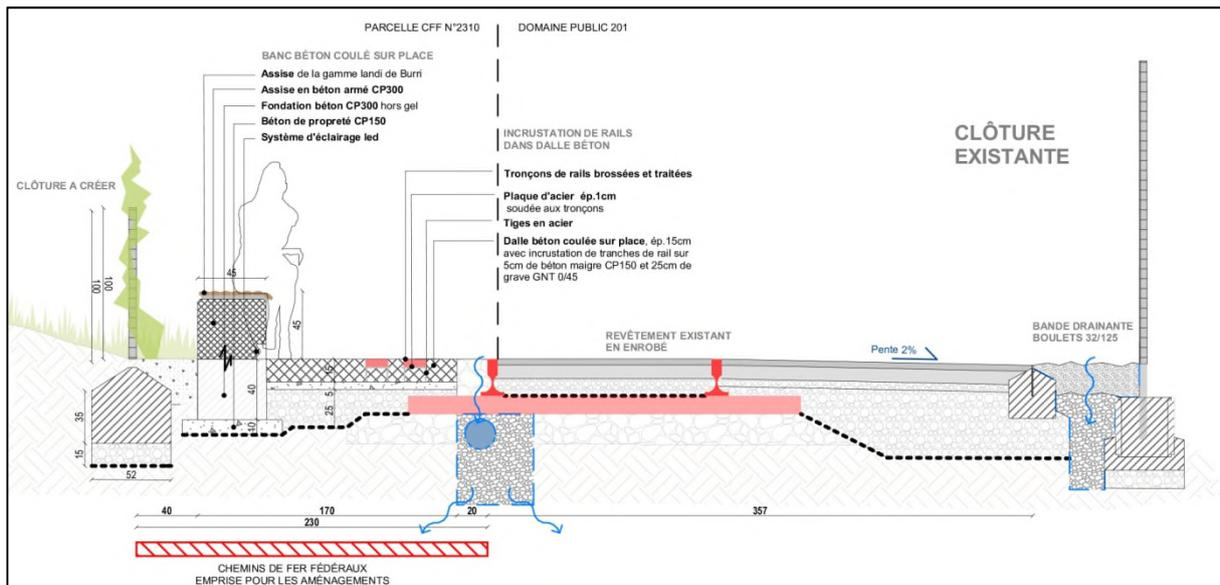 PARCELLE CFF N°2310
DOMAINE PUBLIC 201
BANC BÉTON COULÉ SUR PLACE
Assise de la gamme landi de Burri
Assise en béton armé CP300
Fondation béton CP300 hors gel
Béton de propreté CP150
Système d'éclairage led
INCRUSTATION DE RAILS
DANS DALLE BÉTON
Tronçons de rails brossées et traitées
Plaque d'acier ép.1cm
soudée aux tronçons
Tiges en acier
Dalle béton coulée sur place, ép.15cm
avec incrustation de tranches de rail sur
5cm de béton maigre CP150 et 25cm de
grave GNT 0/45
CLÔTURE
EXISTANTE
CLÔTURE A CRÉER
100
100
45
45
REVÊTEMENT EXISTANT
EN ENROBÉ
Pente 2%
BANDE DRAINANTE
BOULETS 32/125
15
5
25
40
10
35
15
52
40
170
20
357
230
CHEMINS DE FER FÉDÉRAUX
EMPRISE POUR LES AMÉNAGEMENTS